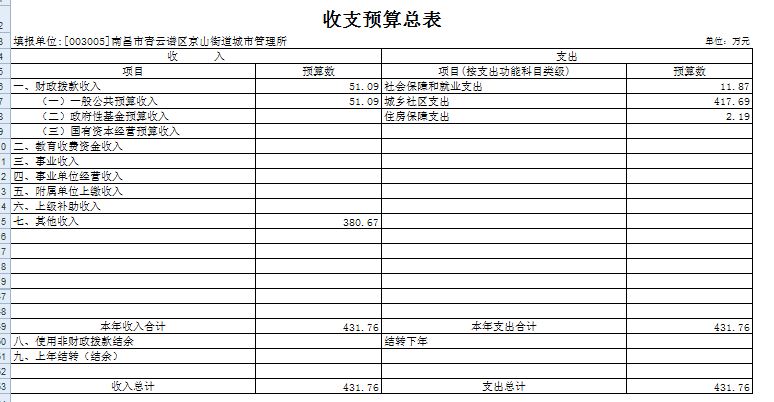 收支预算总表
填报单位:[003005]南昌市青云谱区京山街道城市管理所 单位：万元
收 入 支出
项目 预算数 项目(按支出功能科目类级) 预算数
一、财政拨款收入 51.09 社会保障和就业支出 11.87
（一）一般公共预算收入 51.09 城乡社区支出 417.69
（二）政府性基金预算收入 住房保障支出 2.19
（三）国有资本经营预算收入
二、教育收费资金收入
三、事业收入
四、事业单位经营收入
五、附属单位上缴收入
六、上级补助收入
七、其他收入 380.67
本年收入合计 431.76 本年支出合计 431.76
八、使用非财政拨款结余 结转下年
九、上年结转（结余）
收入总计 431.76 支出总计 431.76